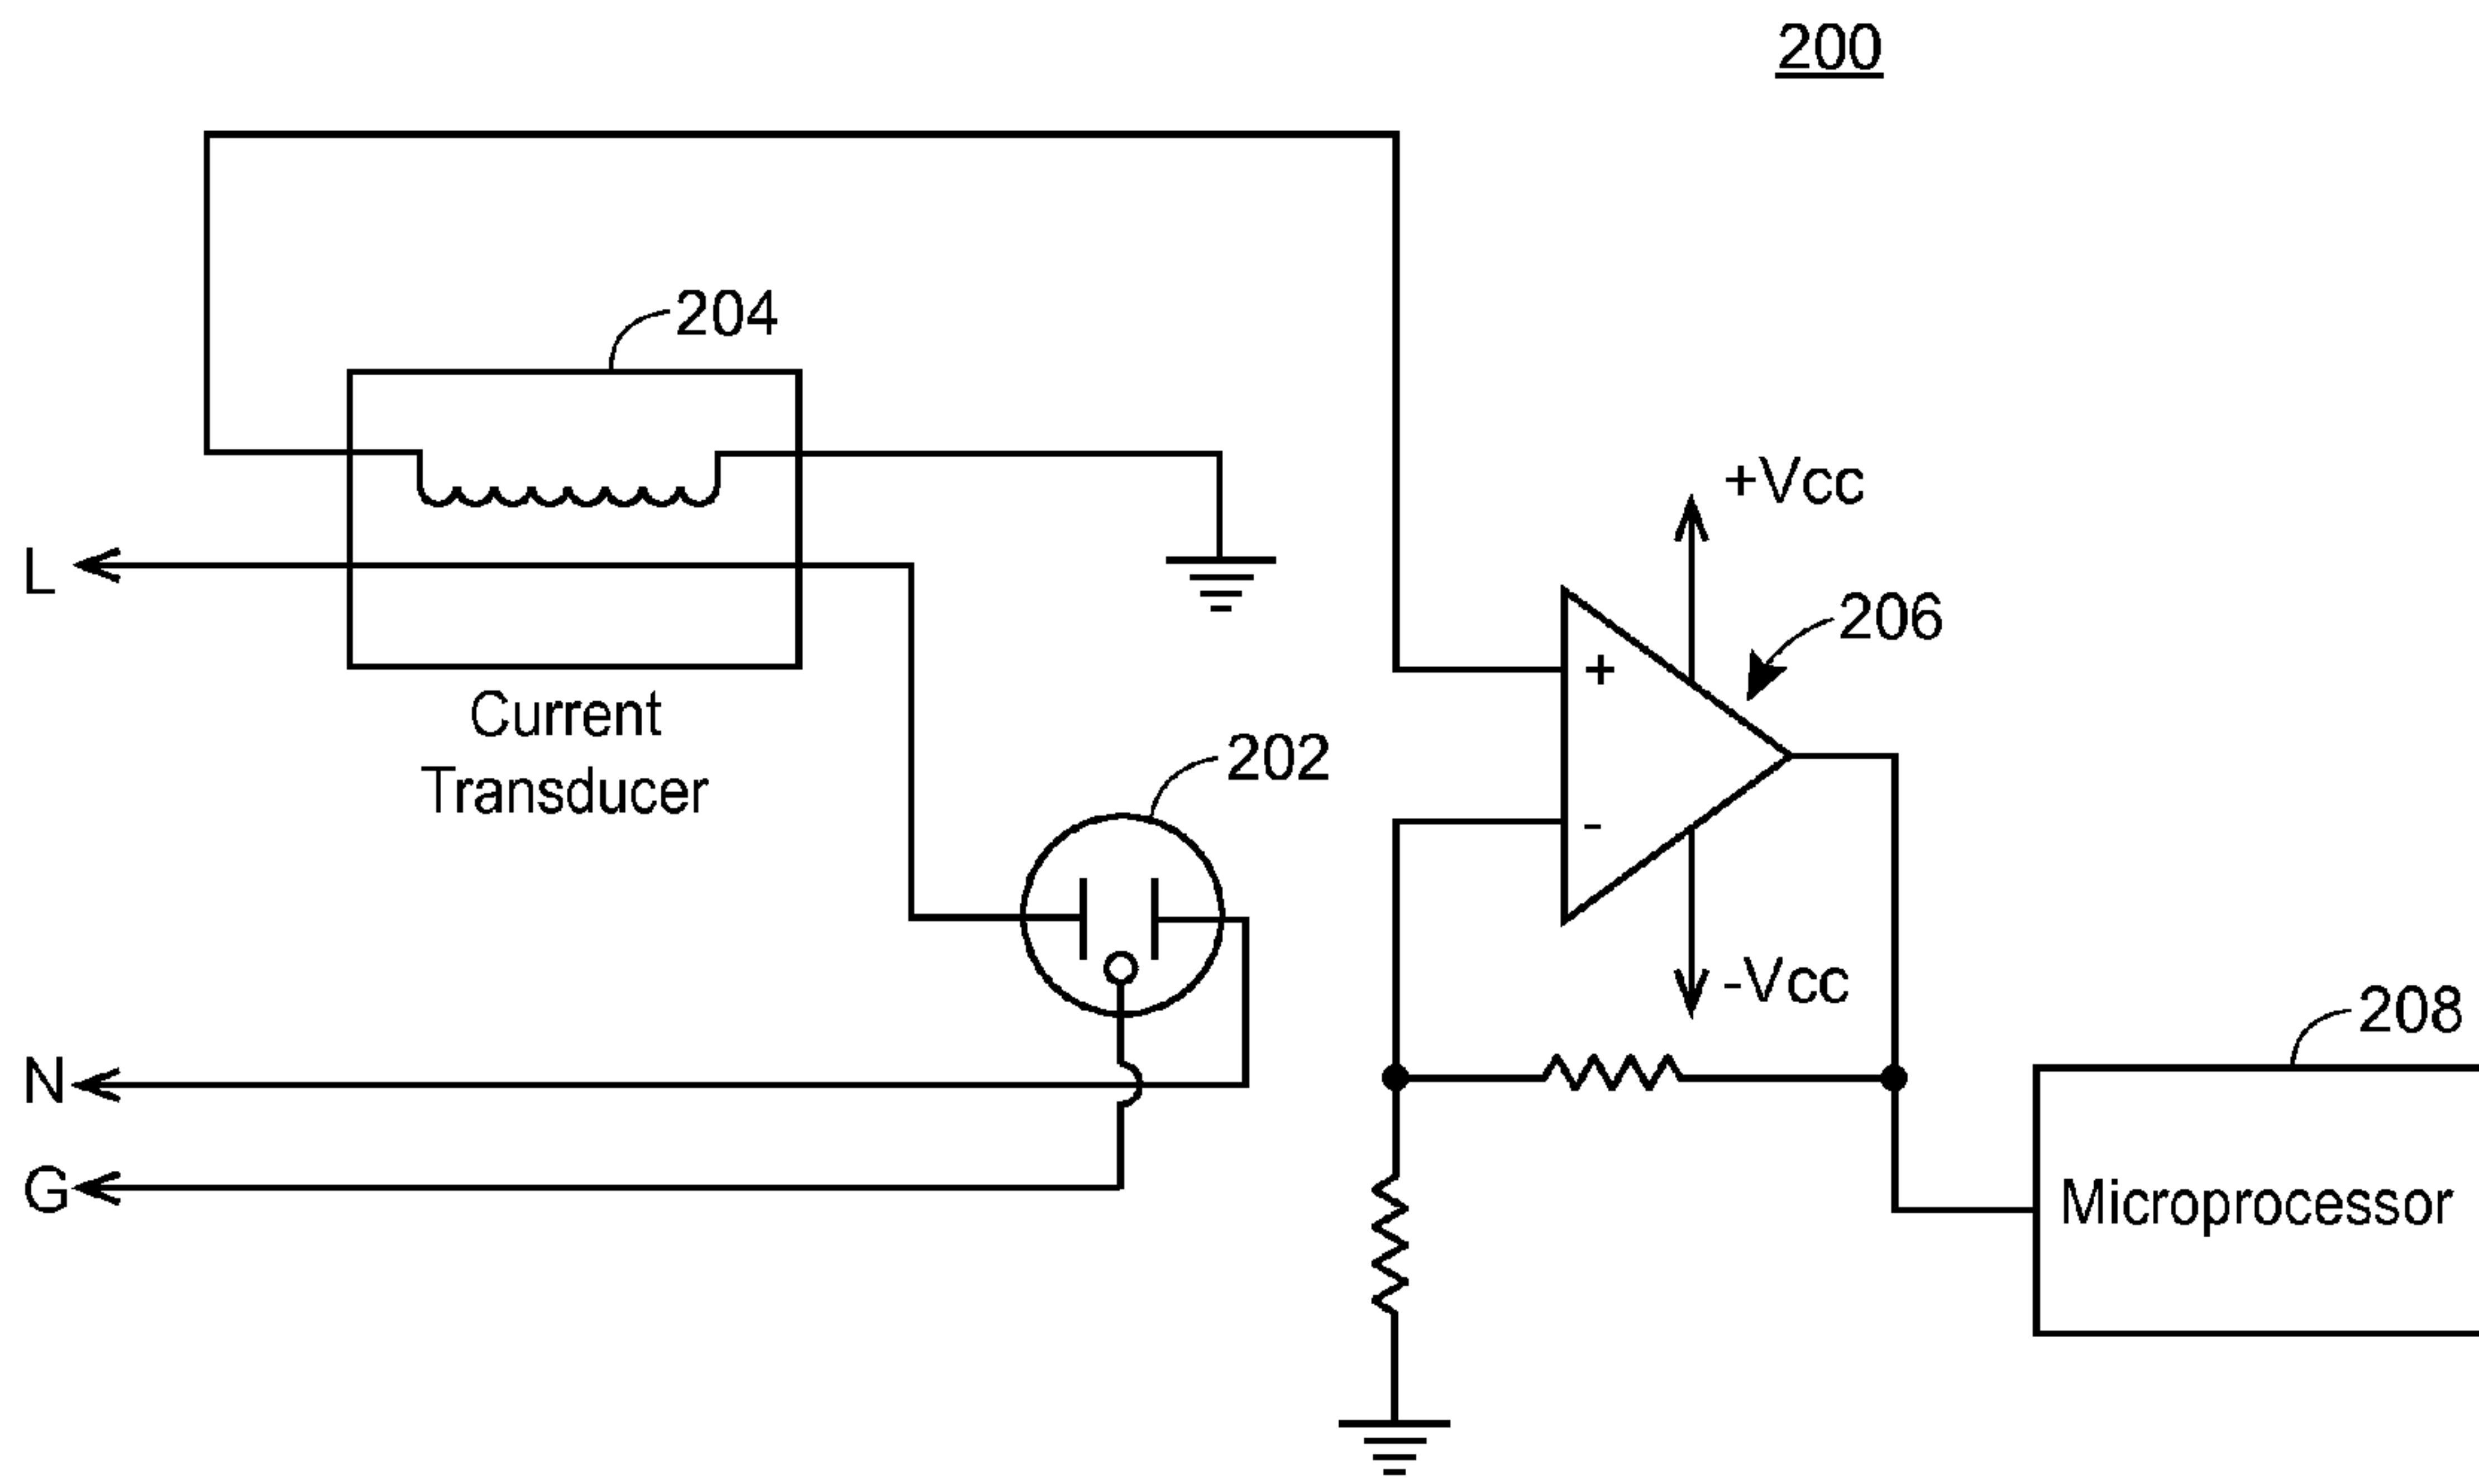 200
204
+Vcc
L
206
+
Current
Transducer
202
-
-Vcc
208
N
G
Microprocessor